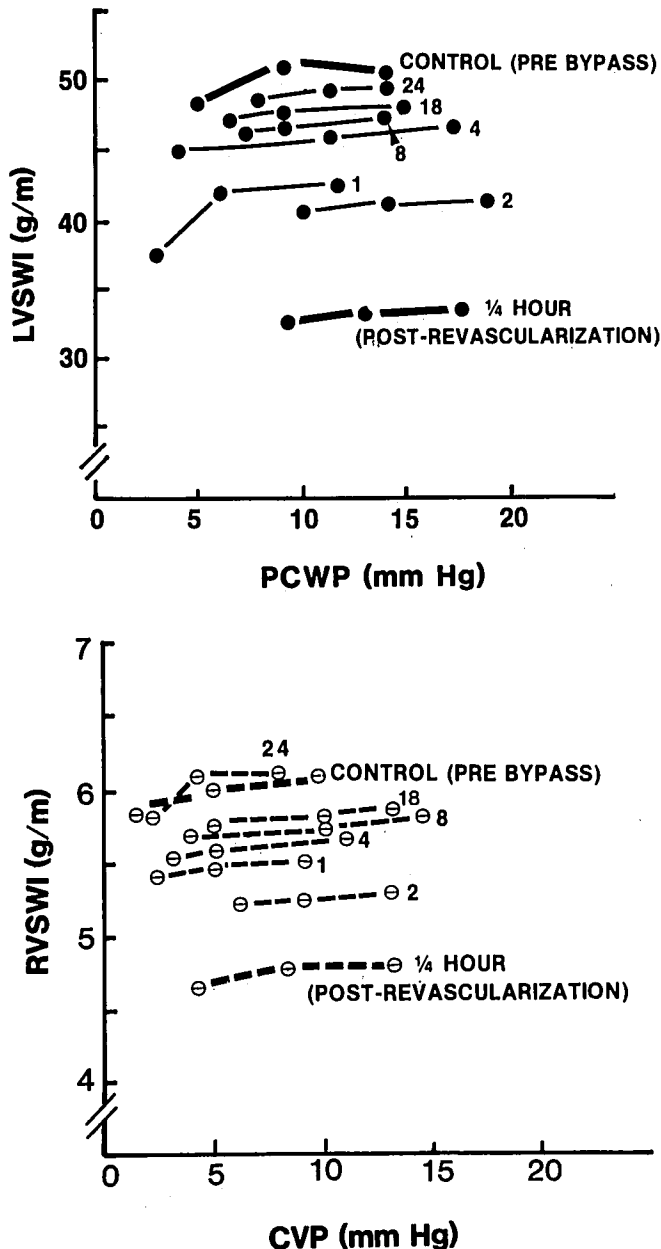 CONTROL (PRE BYPASS)
24
18
4
8
1
2
¼ HOUR
(POST-REVASCULARIZATION)
50
40
30
LVSWI (g/m)
0 5 10 15 20
PCWP (mm Hg)
7
6
5
4
RVSWI (g/m)
24
CONTROL (PRE BYPASS)
18
8
4
1
2
¼ HOUR
(POST-REVASCULARIZATION)
0 5 10 15 20
CVP (mm Hg)